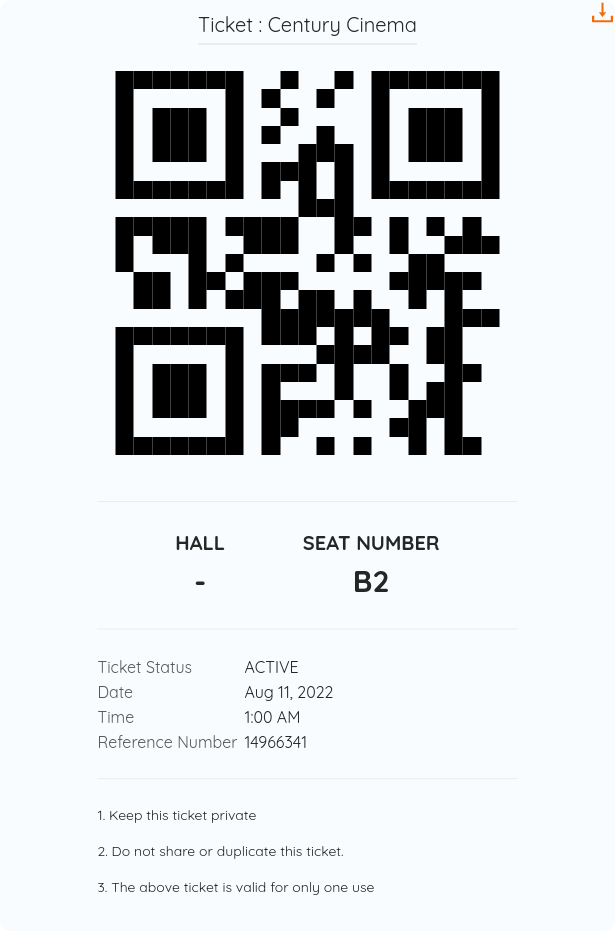 Ticket : Century Cinema
HALL SEAT NUMBER
- B2
Ticket Status ACTIVE
Date Aug 11, 2022
Time 1:00 AM
Reference Number 14966341
1. Keep this ticket private
2. Do not share or duplicate this ticket.
3. The above ticket is valid for only one use